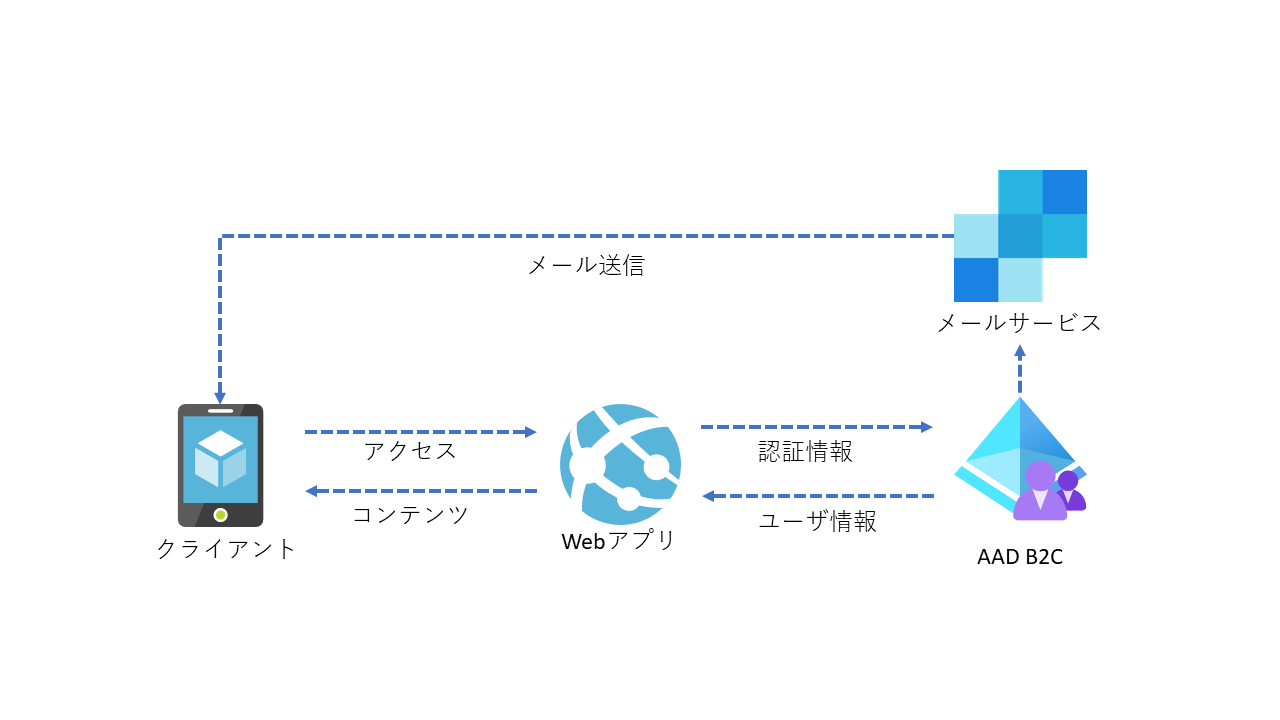 メール送信
メールサービス
アクセス
認証情報
コンテンツ
ユーザ情報
クライアント
Webアプリ
AAD B2C